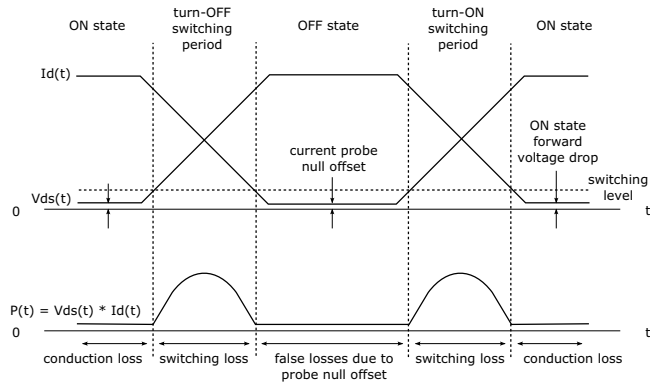 ON state
turn-OFF
switching
period
OFF state
turn-ON
switching
period
ON state
Id(t)
current probe
null offset
ON state
forward
voltage drop
Vds(t)
switching
level
0
t
P(t) = Vds(t) * Id(t)
0
t
conduction loss
switching loss
false losses due to
probe null offset
switching loss
conduction loss